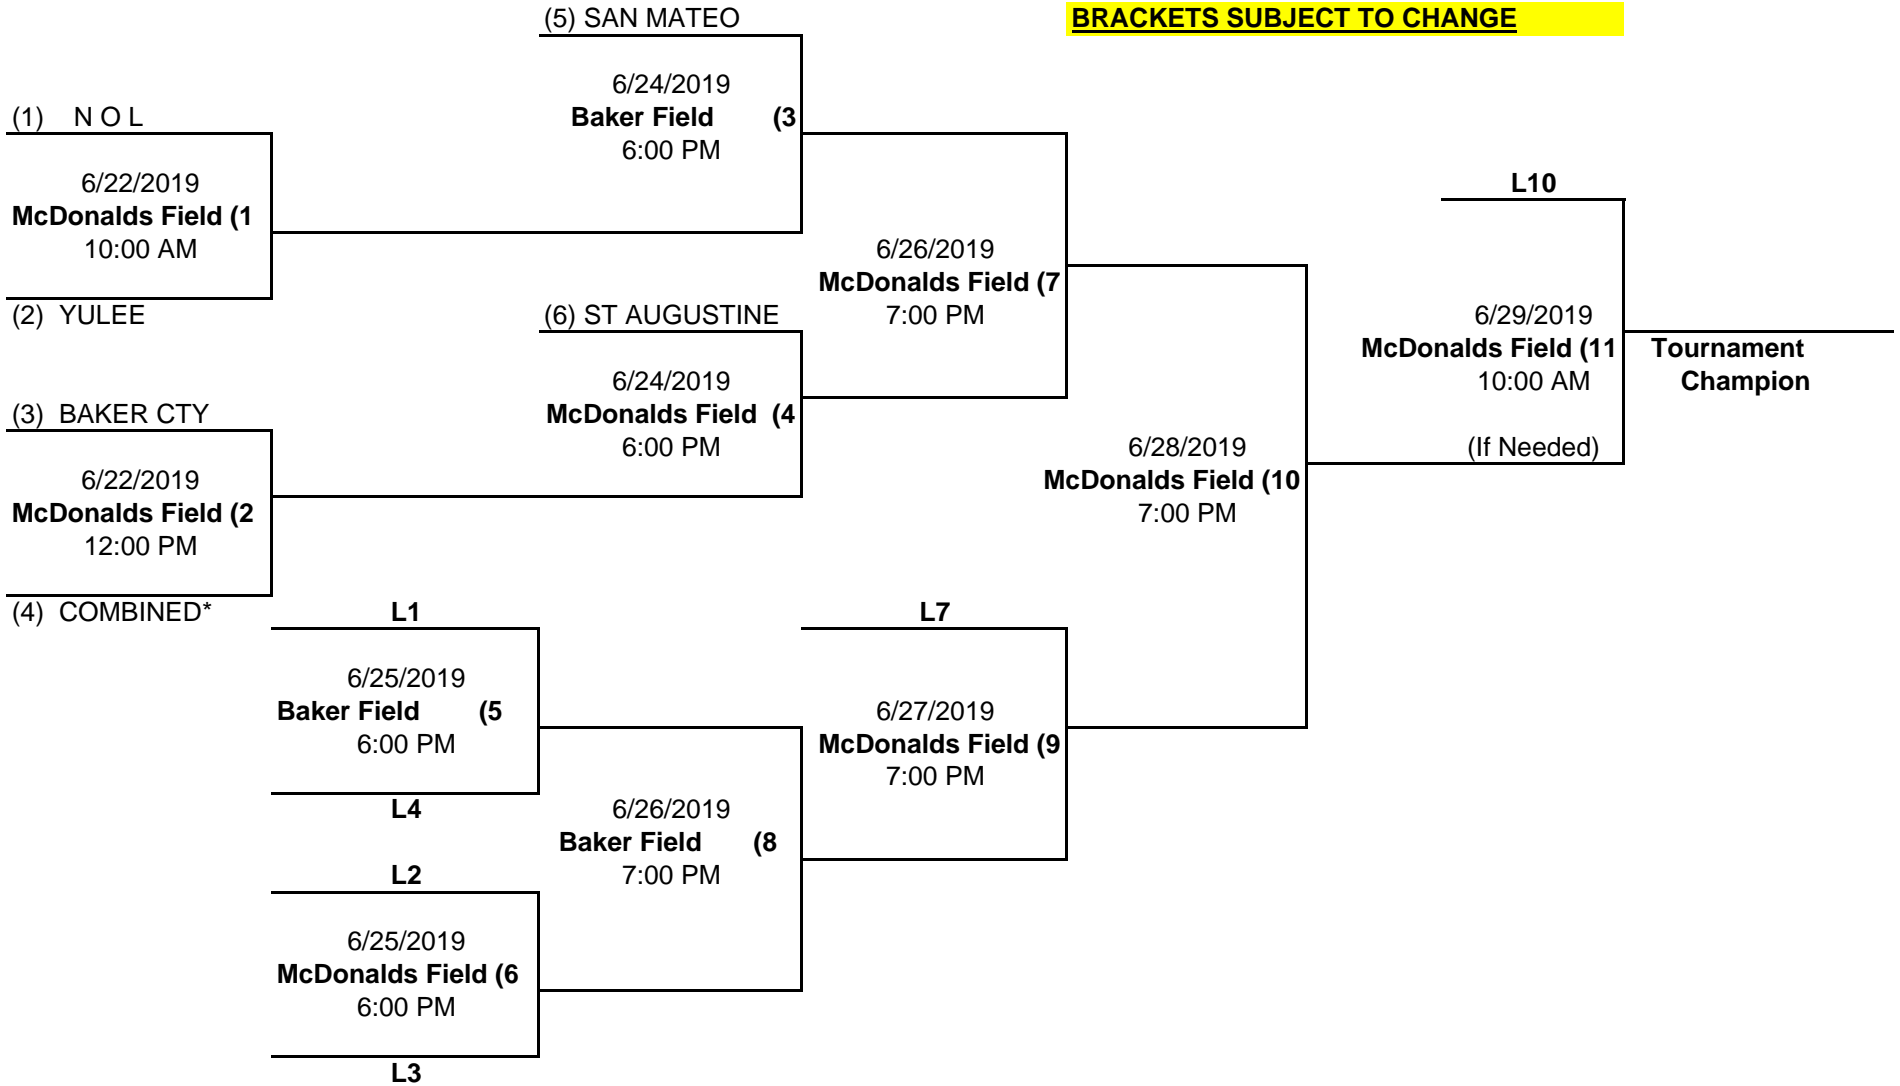 (5) SAN MATEO
BRACKETS SUBJECT TO CHANGE
6/24/2019
Baker Field (3
6:00 PM
(1) N O L
6/22/2019
McDonalds Field (1
10:00 AM
(2) YULEE
L10
6/26/2019
McDonalds Field (7
7:00 PM
(6) ST AUGUSTINE
6/24/2019
McDonalds Field (4
6:00 PM
6/29/2019
McDonalds Field (11
10:00 AM
(If Needed)
Tournament
Champion
(3) BAKER CTY
6/22/2019
McDonalds Field (2
12:00 PM
(4) COMBINED*
6/28/2019
McDonalds Field (10
7:00 PM
L1
6/25/2019
Baker Field (5
6:00 PM
L4
L7
6/27/2019
McDonalds Field (9
7:00 PM
6/26/2019
Baker Field (8
7:00 PM
L2
6/25/2019
McDonalds Field (6
6:00 PM
L3